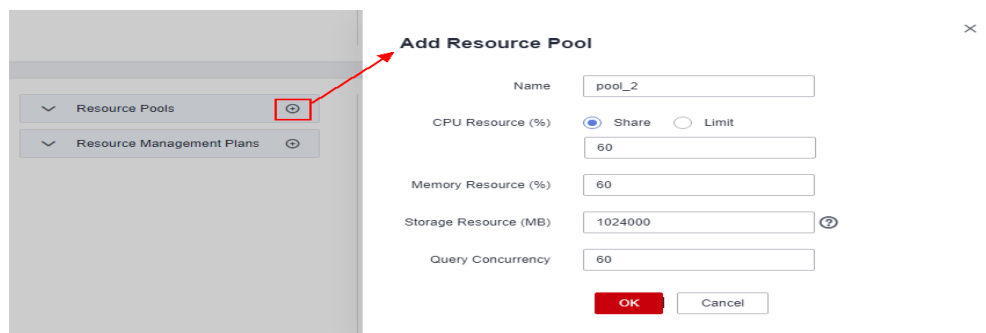 Add Resource Pool
Name
pool_2
Resource Pools
CPU Resource (%)
Share
Limit
60
Resource Management Plans
Memory Resource (%)
60
Storage Resource (MB)
1024000
Query Concurrency
60
OK
Cancel